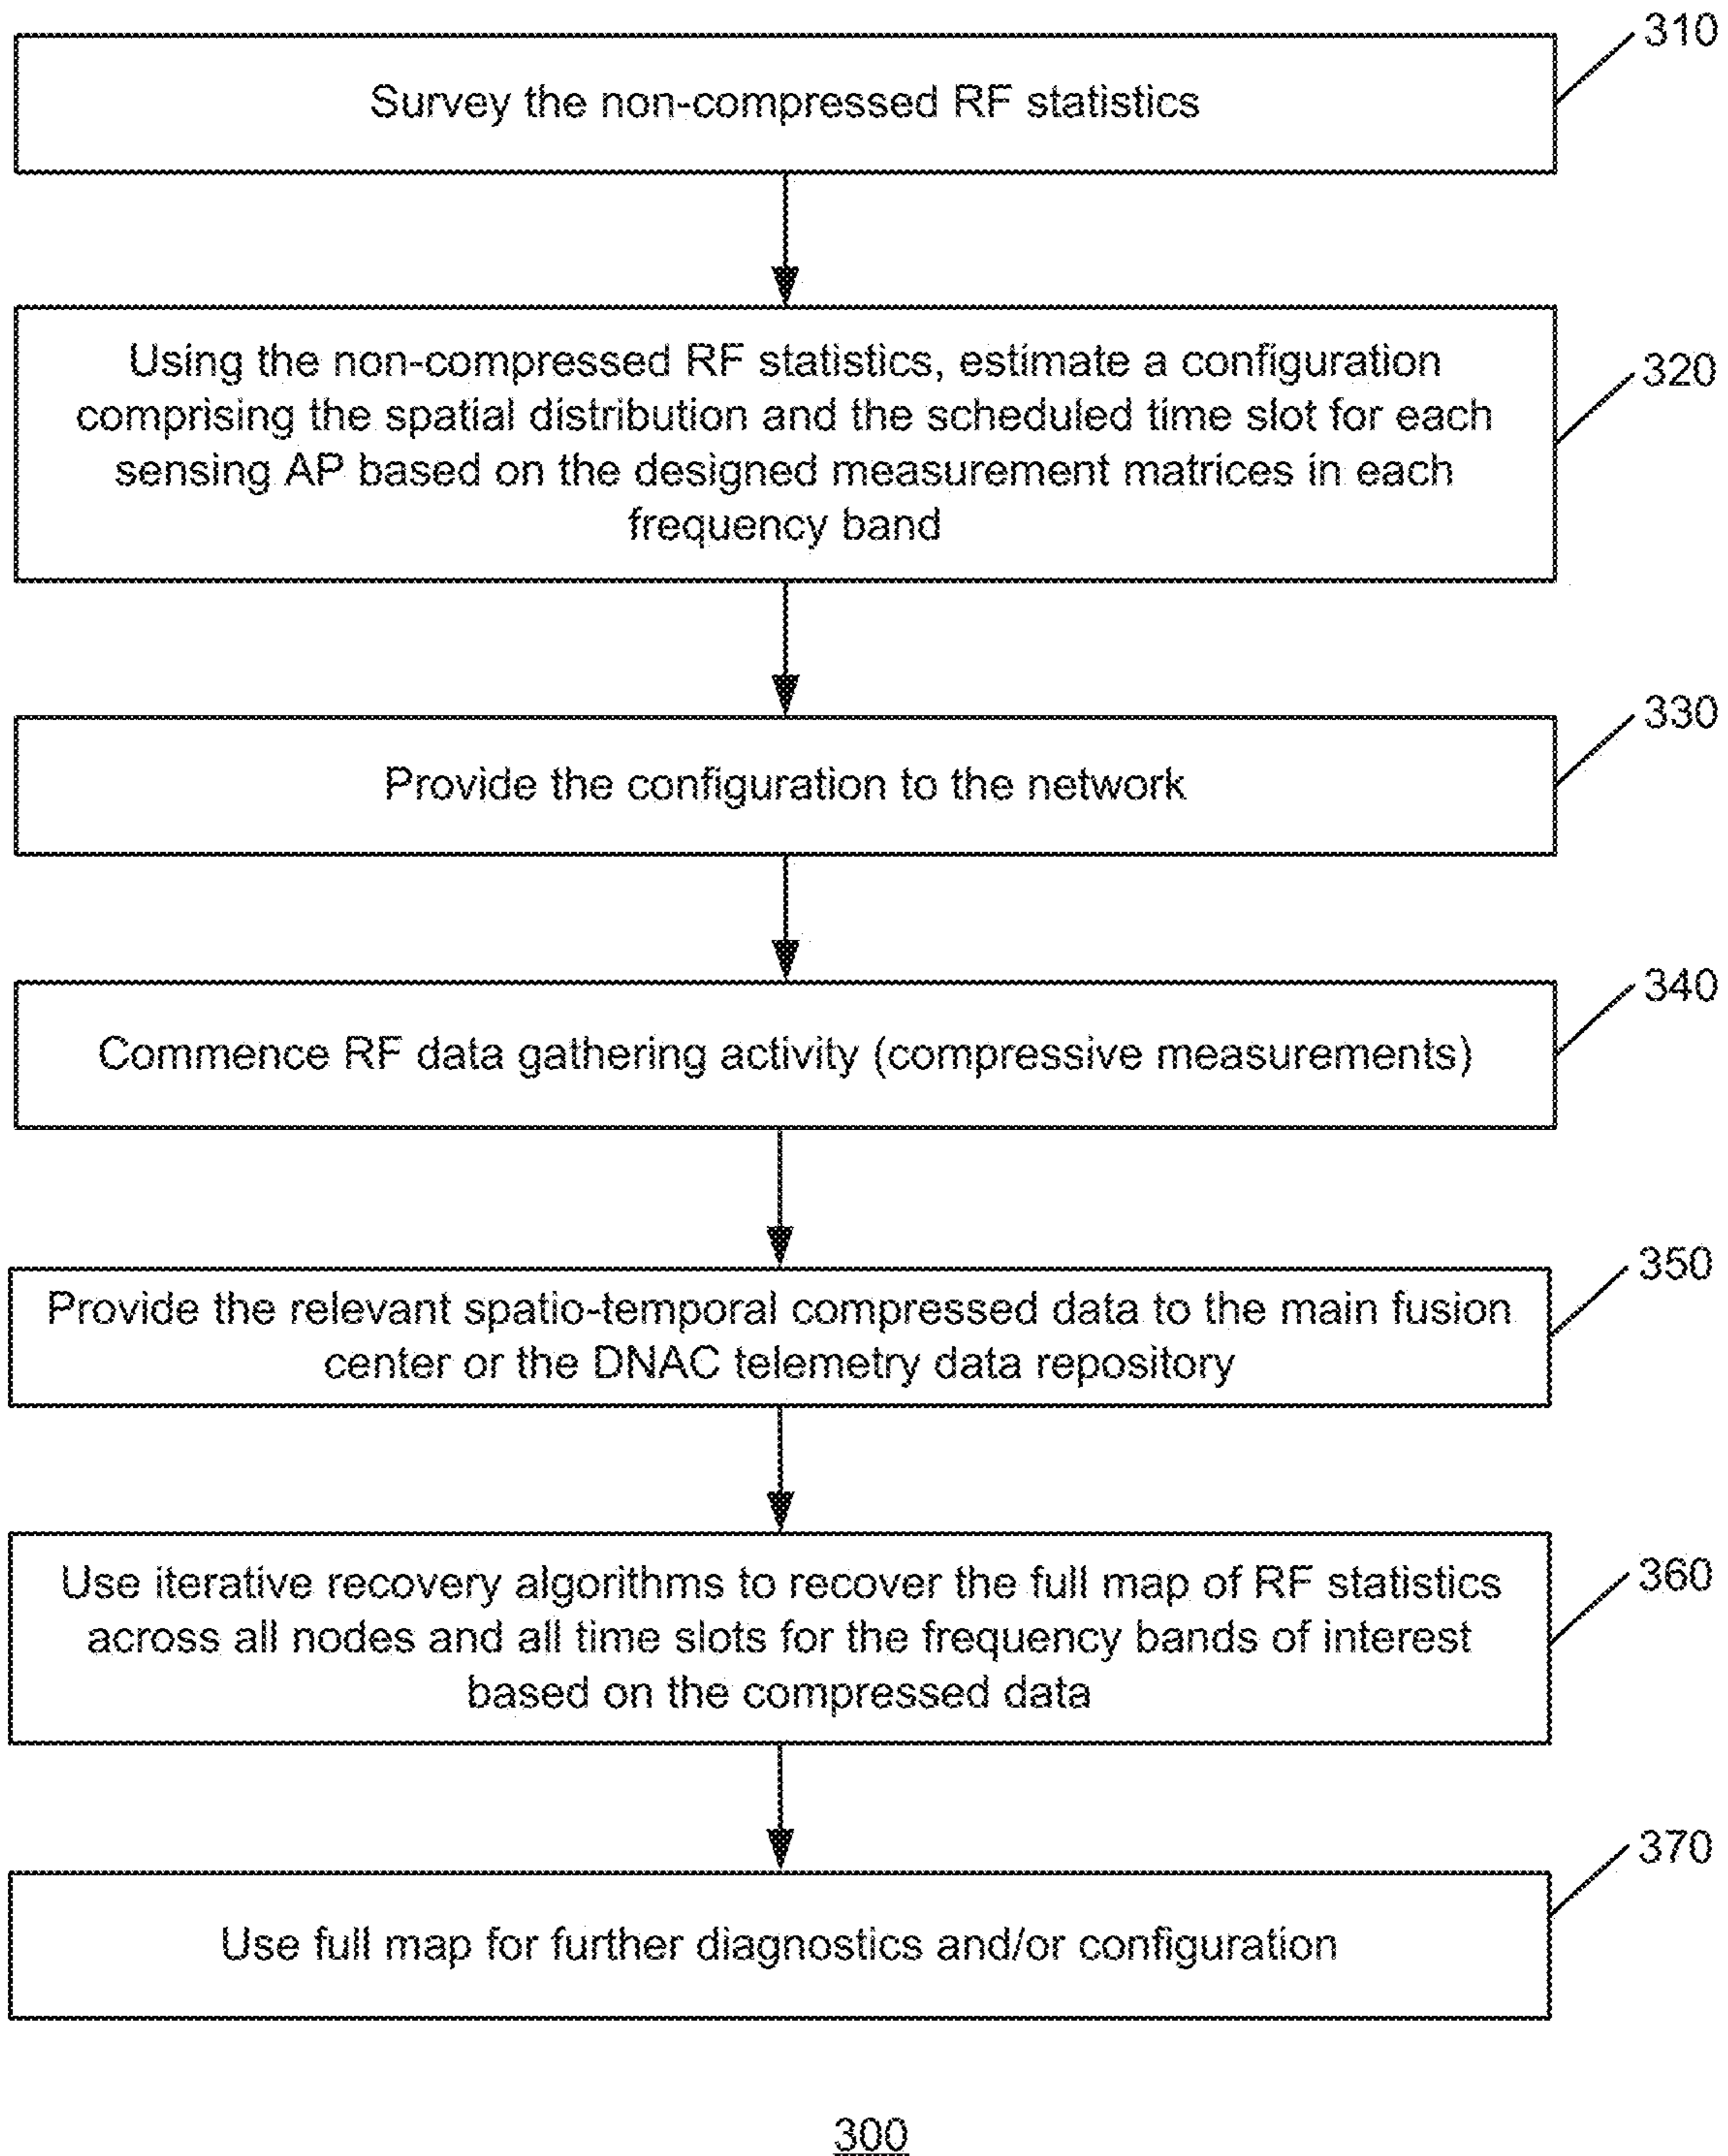 310
Survey the non-compressed RF statistics
Using the non-compressed RF statistics, estimate a configuration
comprising the spatial distribution and the scheduled time slot for each
sensing AP based on the designed measurement matrices in each
frequency band
320
330
Provide the configuration to the network
340
Commence RF data gathering activity (compressive measurements)
350
Provide the relevant spatio-temporal compressed data to the main fusion
center or the DNAC telemetry data repository
Use iterative recovery algorithms to recover the full map of RF statistics
across all nodes and all time slots for the frequency bands of interest
based on the compressed data
360
370
Use full map for further diagnostics and/or configuration
300